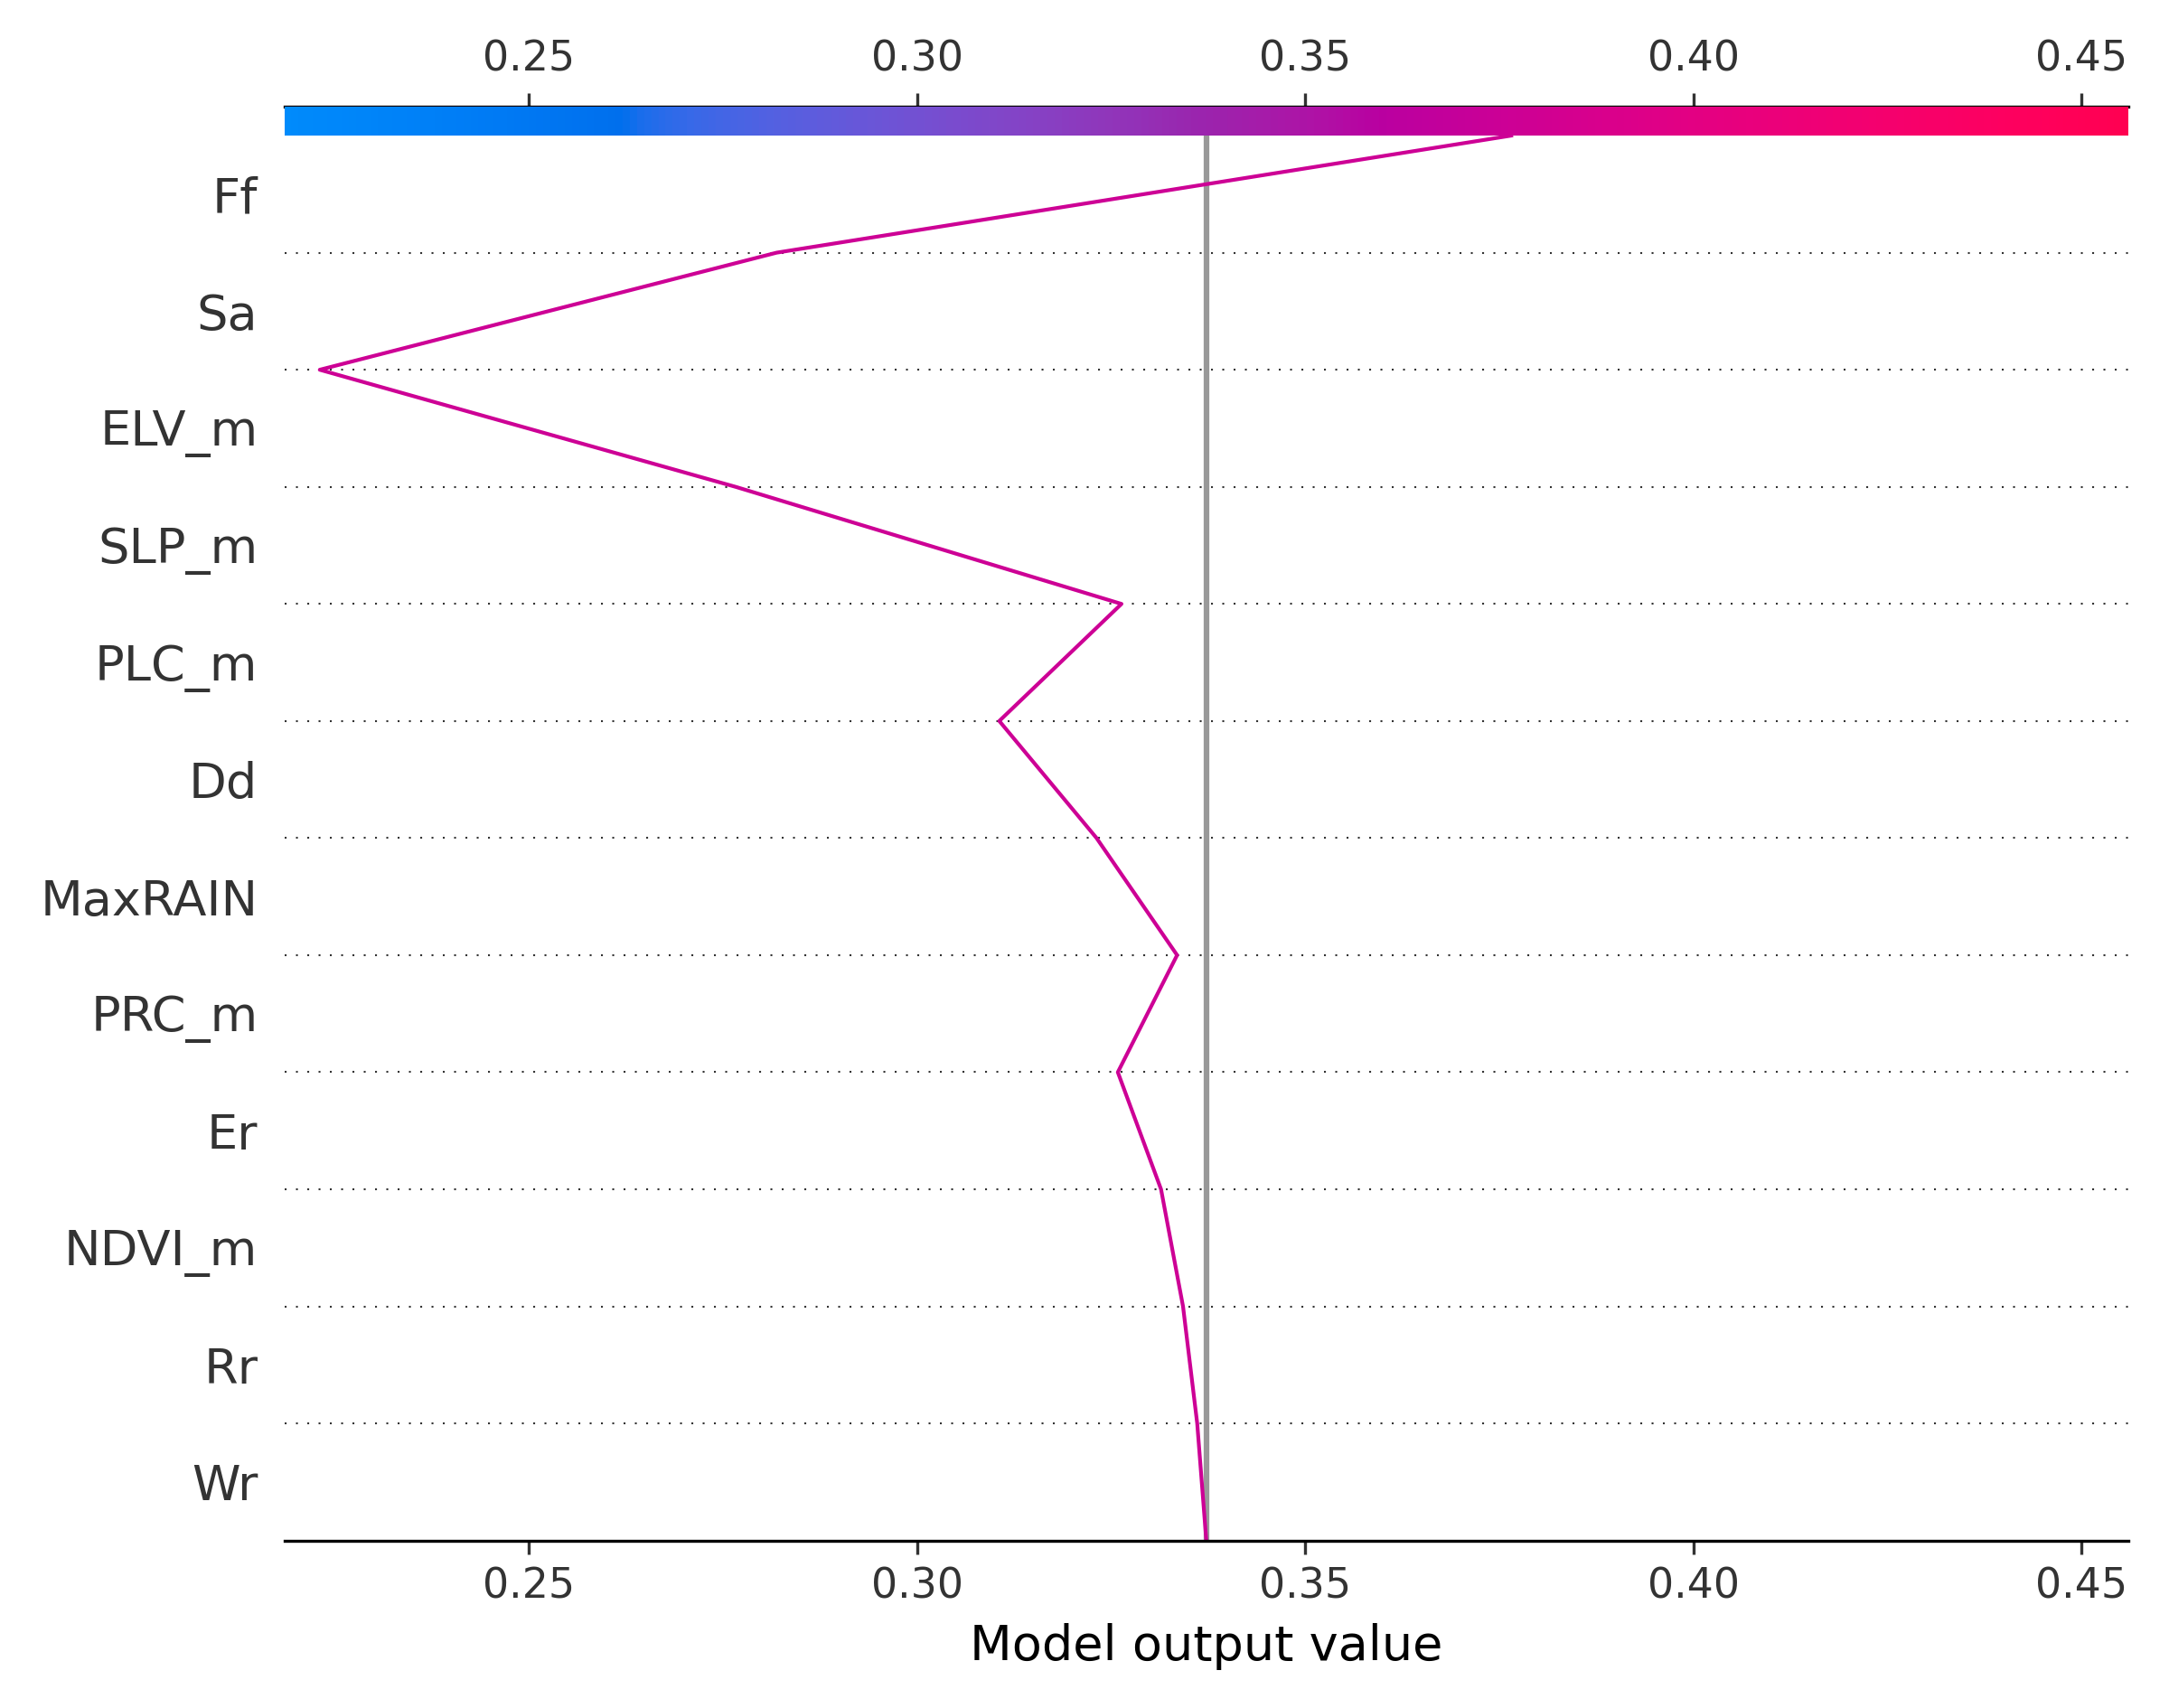 0.25 0.30 0.35 0.40 0.45
Ff
Sa
ELV_m
SLP_m
PLC_m
Dd
MaxRAIN
PRC_m
Er
NDVI_m
Rr
Wr
0.25 0.30 0.35 0.40 0.45
Model output value